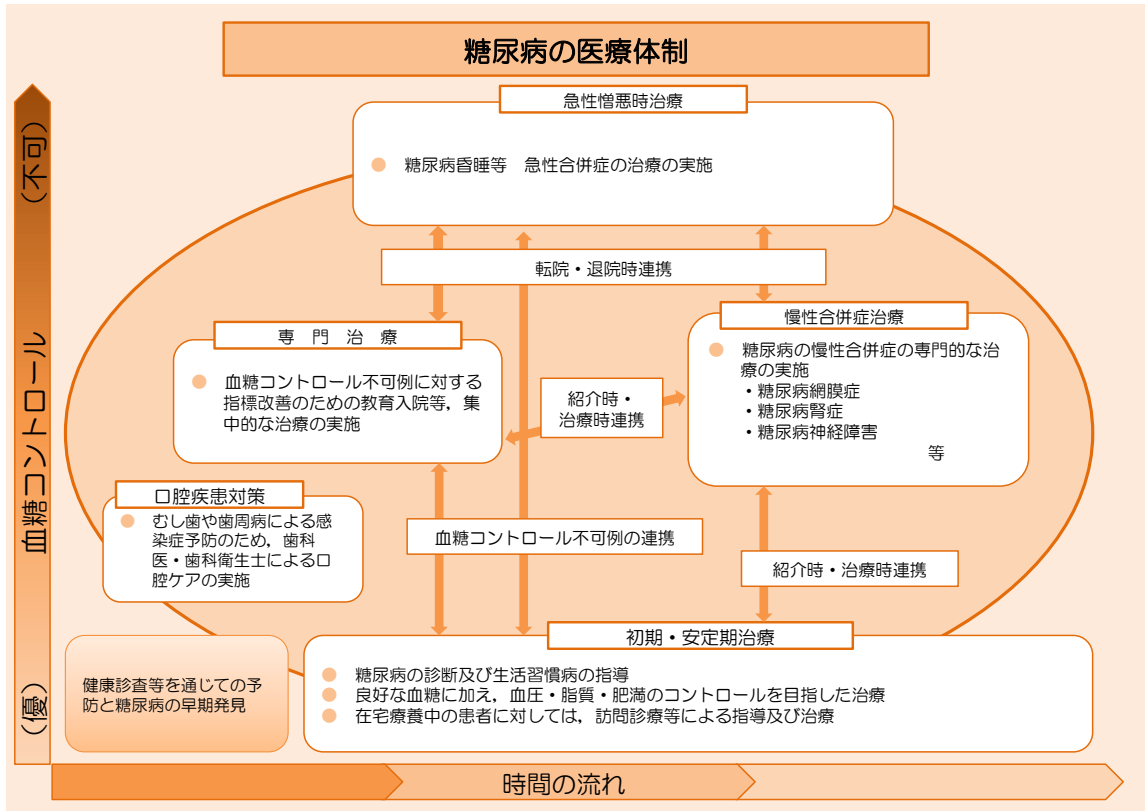 糖尿病の医療体制
急性憎悪時治療
● 糖尿病昏睡等　急性合併症の治療の実施
転院・退院時連携
専　門　治　療
● 血糖コントロール不可例に対する
指標改善のための教育入院等，集
中的な治療の実施
慢性合併症治療
● 糖尿病の慢性合併症の専門的な治
療の実施
・糖尿病網膜症
・糖尿病腎症
・糖尿病神経障害
等
紹介時・
治療時連携
口腔疾患対策
● むし歯や歯周病による感
染症予防のため，歯科
医・歯科衛生士による口
腔ケアの実施
血糖コントロール不可例の連携
紹介時・治療時連携
初期・安定期治療
● 糖尿病の診断及び生活習慣病の指導
● 良好な血糖に加え，血圧・脂質・肥満のコントロールを目指した治療
● 在宅療養中の患者に対しては，訪問診療等による指導及び治療
健康診査等を通じての予
防と糖尿病の早期発見
（不可）
血糖コントロール
（優）
時間の流れ